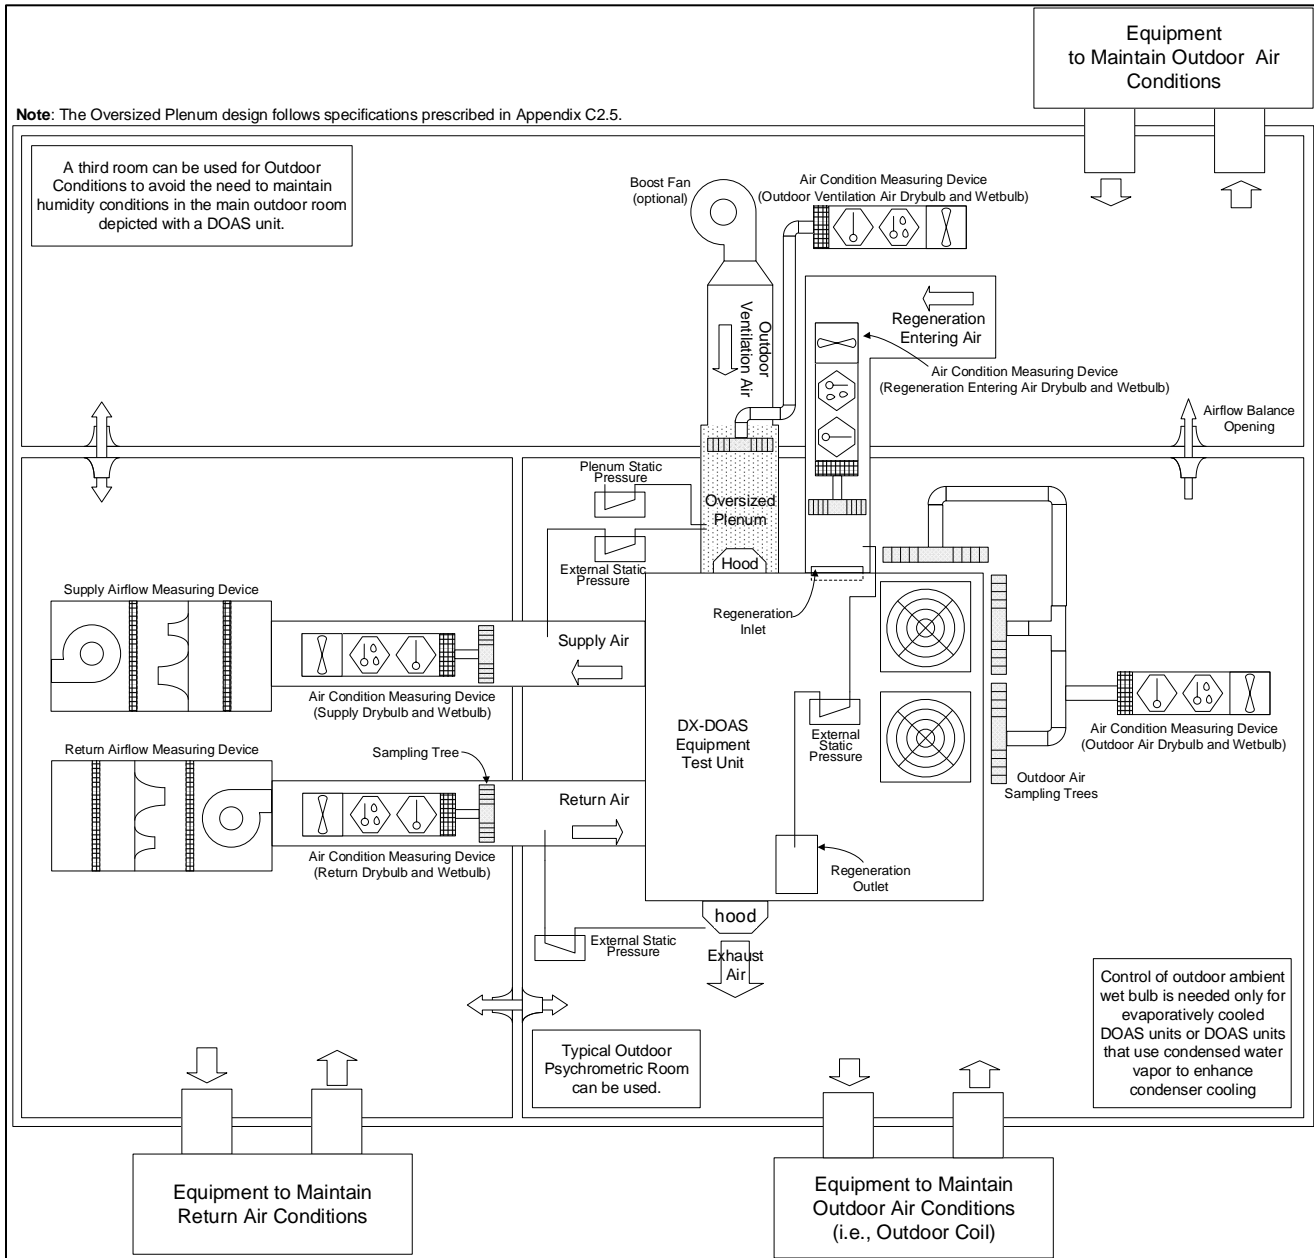 Equipment
to Maintain Outdoor Air
Conditions
Note: The Oversized Plenum design follows specifications prescribed in Appendix C2.5.
A third room can be used for Outdoor
Conditions to avoid the need to maintain
humidity conditions in the main outdoor room
depicted with a DOAS unit.
Boost Fan
(optional)
Air Condition Measuring Device
(Outdoor Ventilation Air Drybulb and Wetbulb)
Outdoor
Ventilation Air
Regeneration
Entering Air
Air Condition Measuring Device
(Regeneration Entering Air Drybulb and Wetbulb)
Airflow Balance
Opening
Plenum Static
Pressure
Oversized
Plenum
External Static
Pressure
Hood
Supply Airflow Measuring Device
Regeneration
Inlet
Supply Air
Air Condition Measuring Device
(Supply Drybulb and Wetbulb)
DX-DOAS
Equipment
Test Unit
External
Static
Pressure
Air Condition Measuring Device
(Outdoor Air Drybulb and Wetbulb)
Return Airflow Measuring Device
Sampling Tree
Outdoor Air
Sampling Trees
Return Air
Air Condition Measuring Device
(Return Drybulb and Wetbulb)
Regeneration
Outlet
hood
External Static
Pressure
Exhaust
Air
Control of outdoor ambient
wet bulb is needed only for
evaporatively cooled
DOAS units or DOAS units
that use condensed water
vapor to enhance
condenser cooling
Typical Outdoor
Psychrometric Room
can be used.
Equipment to Maintain
Return Air Conditions
Equipment to Maintain
Outdoor Air Conditions
(i.e., Outdoor Coil)